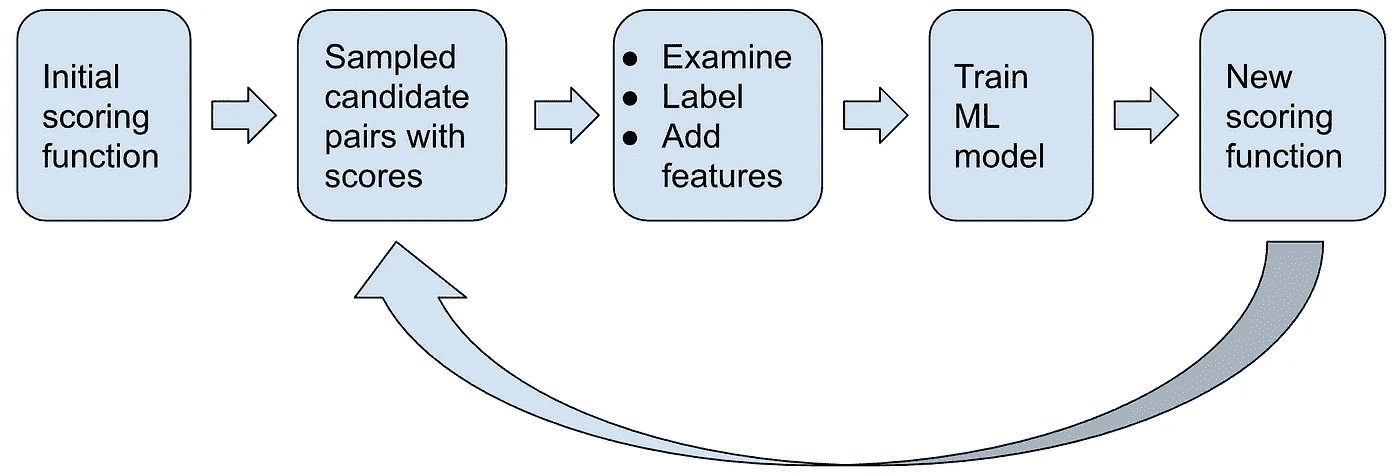 Initial
scoring
function
Sampled
candidate
pairs with
scores
● Examine
● Label
● Add
features
Train
ML
model
New
scoring
function